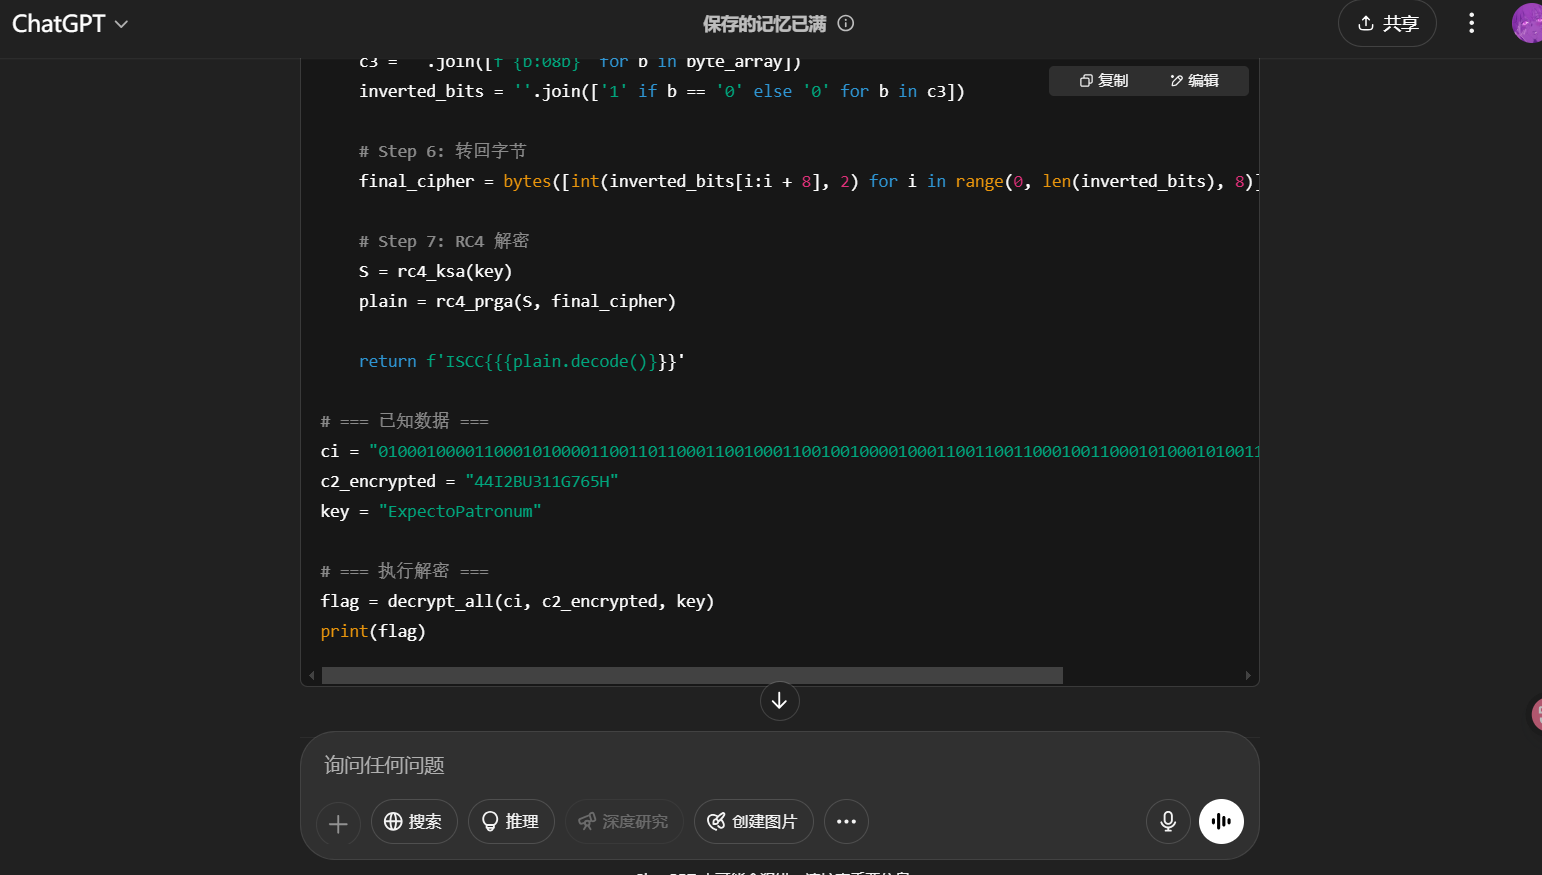 ChatGPT
保存的记忆已满
共享
c3 = ''.join([f'{b:08b}' for b in byte_array])
复制 编辑
inverted_bits = ''.join(['1' if b == '0' else '0' for b in c3])
# Step 6: 转回字节
final_cipher = bytes([int(inverted_bits[i:i + 8], 2) for i in range(0, len(inverted_bits), 8)]
# Step 7: RC4 解密
S = rc4_ksa(key)
plain = rc4_prga(S, final_cipher)
return f'ISCC{{{plain.decode()}}}'
# === 已知数据 ===
ci = "
c2_encrypted = "44I2BU311G765H"
key = "ExpectoPatronum"
# === 执行解密 ===
flag = decrypt_all(ci, c2_encrypted, key)
print(flag)
询问任何问题
搜索 推理 深度研究 创建图片